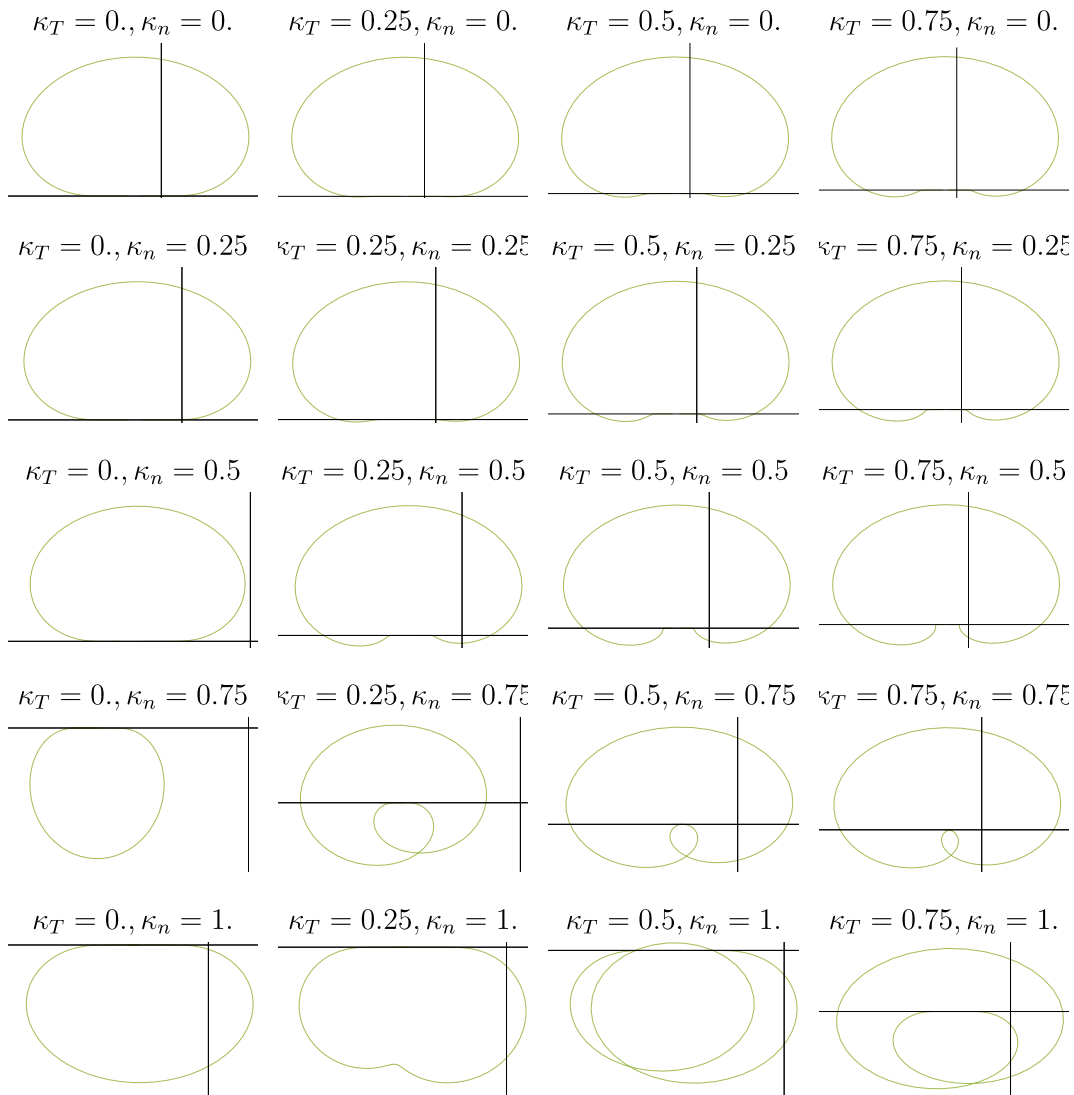 κ_T = 0., κ_n = 0.
κ_T = 0.25, κ_n = 0.
κ_T = 0.5, κ_n = 0.
κ_T = 0.75, κ_n = 0.
κ_T = 0., κ_n = 0.25
κ_T = 0.25, κ_n = 0.25
κ_T = 0.5, κ_n = 0.25
κ_T = 0.75, κ_n = 0.25
κ_T = 0., κ_n = 0.5
κ_T = 0.25, κ_n = 0.5
κ_T = 0.5, κ_n = 0.5
κ_T = 0.75, κ_n = 0.5
κ_T = 0., κ_n = 0.75
κ_T = 0.25, κ_n = 0.75
κ_T = 0.5, κ_n = 0.75
κ_T = 0.75, κ_n = 0.75
κ_T = 0., κ_n = 1.
κ_T = 0.25, κ_n = 1.
κ_T = 0.5, κ_n = 1.
κ_T = 0.75, κ_n = 1.